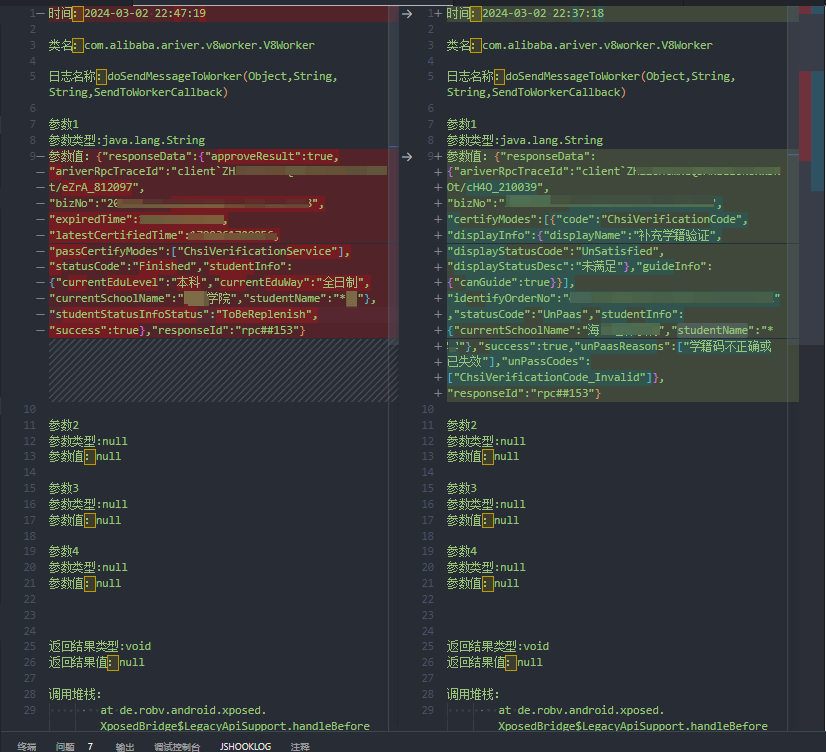 1 时间：2024-03-02 22:47:19
2
3 类名：com.alibaba.ariver.v8worker.V8Worker
4
5 日志名称：doSendMessageToWorker(Object,String,
String,SendToWorkerCallback)
6
7 参数1
8 参数类型:java.lang.String
9 参数值: {"responseData":{"approveResult":true,
"ariverRpcTraceId":"client`ZH
t/eZrA_812097",
"bizNo":"20 3",
"expiredTime": ,
"latestCertifiedTime": ,
"passCertifyModes":["ChsiVerificationService"],
"statusCode":"Finished","studentInfo":
{"currentEduLevel":"本科","currentEduWay":"全日制",
"currentSchoolName":" 学院","studentName":"* "},
"studentStatusInfoStatus":"ToBeReplenish",
"success":true},"responseId":"rpc##153"}
10
11 参数2
12 参数类型:null
13 参数值：null
14
15 参数3
16 参数类型:null
17 参数值：null
18
19 参数4
20 参数类型:null
21 参数值：null
22
23
24
25 返回结果类型:void
26 返回结果值：null
27
28 调用堆栈:
29 at de.robv.android.xposed.
XposedBridge$LegacyApiSupport.handleBefore
1+ 时间：2024-03-02 22:37:18
2
3 类名：com.alibaba.ariver.v8worker.V8Worker
4
5 日志名称：doSendMessageToWorker(Object,String,
String,SendToWorkerCallback)
6
7 参数1
8 参数类型:java.lang.String
9+ 参数值: {"responseData":
{"ariverRpcTraceId":"client`
Ot/cH4O_210039",
"bizNo":" ",
"certifyModes":[{"code":"ChsiVerificationCode",
"displayInfo":{"displayName":"补充学籍验证",
"displayStatusCode":"UnSatisfied",
"displayStatusDesc":"未满足"},"guideInfo":
{"canGuide":true}}],
"identifyOrderNo":" "
,"statusCode":"UnPaas","studentInfo":
{"currentSchoolName":"海 ","studentName":"*
"},"success":true,"unPaasReasons":["学籍码不正确或
已失效"],"unPassCodes":
["ChsiVerificationCode_Invalid"]},
"responseId":"rpc##153"}
10
11 参数2
12 参数类型:null
13 参数值：null
14
15 参数3
16 参数类型:null
17 参数值：null
18
19 参数4
20 参数类型:null
21 参数值：null
22
23
24
25 返回结果类型:void
26 返回结果值：null
27
28 调用堆栈:
29 at de.robv.android.xposed.
XposedBridge$LegacyApiSupport.handleBefore
终端 问题 7 输出 调试控制台 JSHOOKLOG 注释